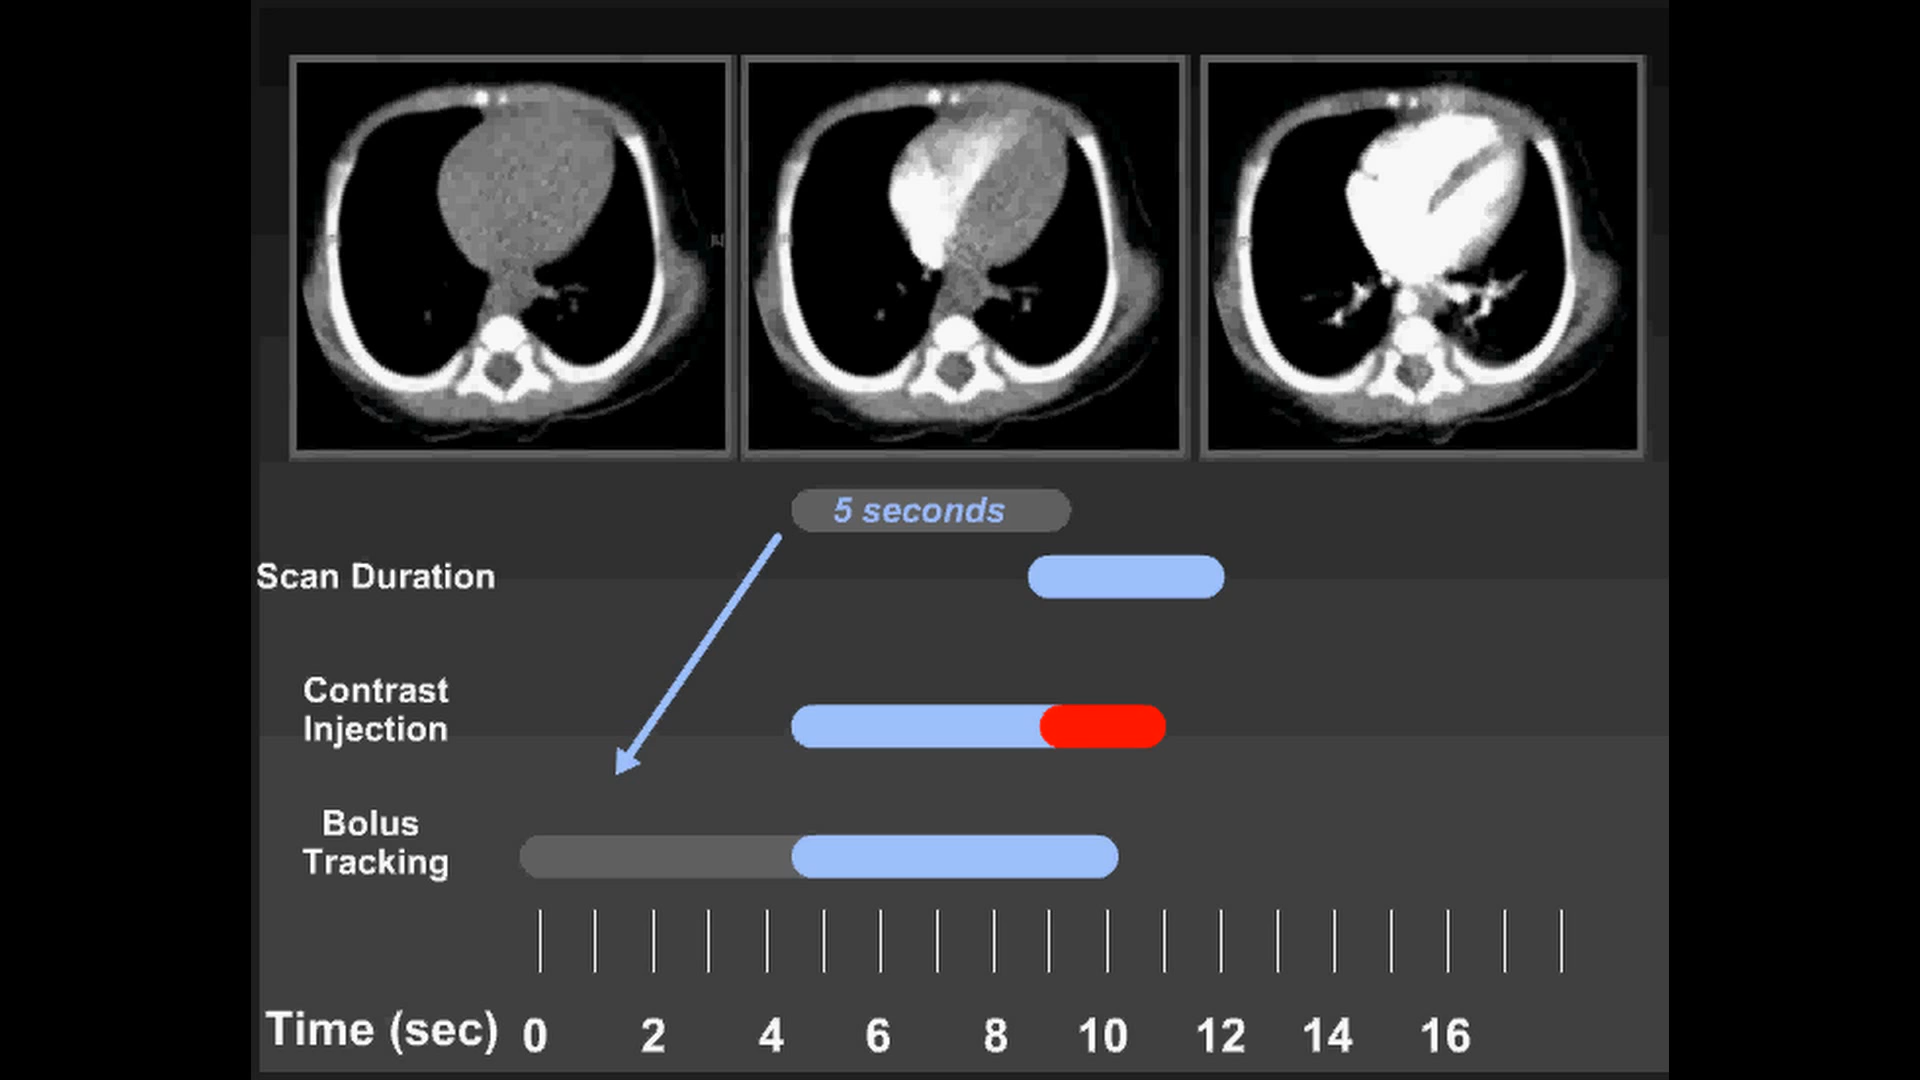 5 seconds
Scan Duration
Contrast
Injection
Bolus
Tracking
Time (sec) 0 2 4 6 8 10 12 14 16